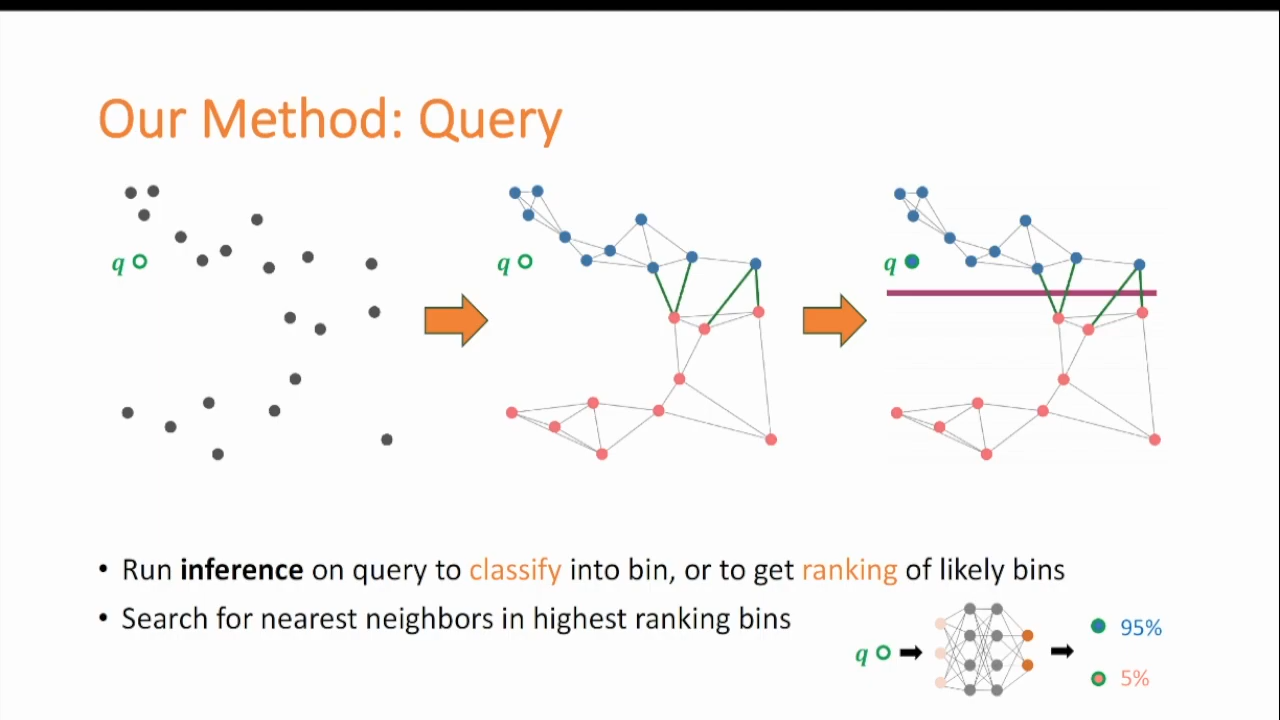 Our Method: Query
q
q
q
• Run inference on query to classify into bin, or to get ranking of likely bins
• Search for nearest neighbors in highest ranking bins
q
95%
5%